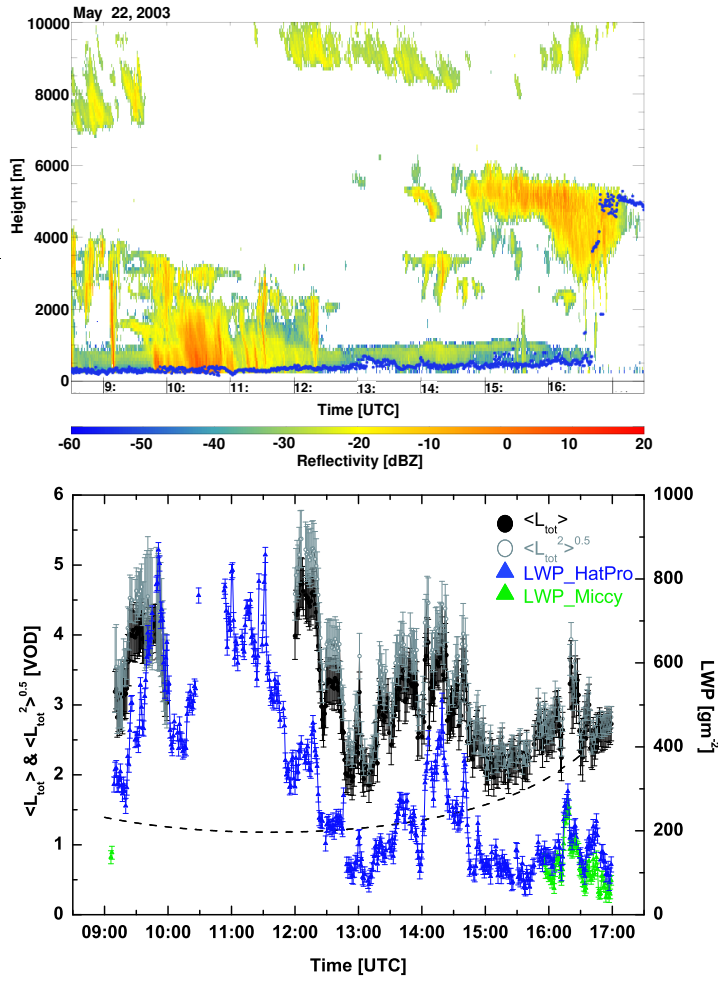 May 22, 2003
10000
8000
6000
4000
2000
0
Height [m]
9: 10: 11: 12: 13: 14: 15: 16:
Time [UTC]
-60 -50 -40 -30 -20 -10 0 10 20
Reflectivity [dBZ]
6 1000
<L_tot>
<L_tot^2>^0.5
LWP_HatPro
LWP_Miccy
5 800
4 600
3
2 400
1 200
0 0
<L_tot> & <L_tot^2>^0.5 [VOD]
LWP [gm^-2]
09:00 10:00 11:00 12:00 13:00 14:00 15:00 16:00 17:00
Time [UTC]